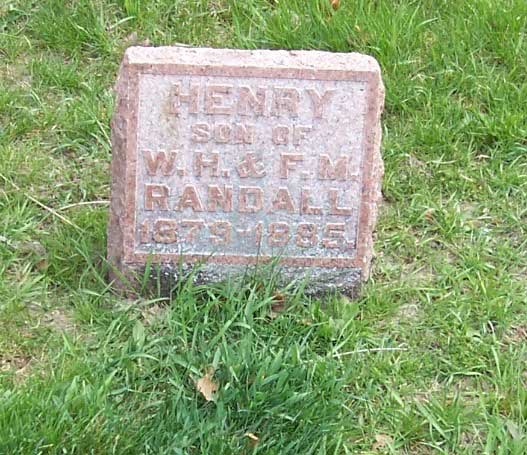 HENRY
SON OF
W.H. & F.M.
RANDALL
1879-1885.